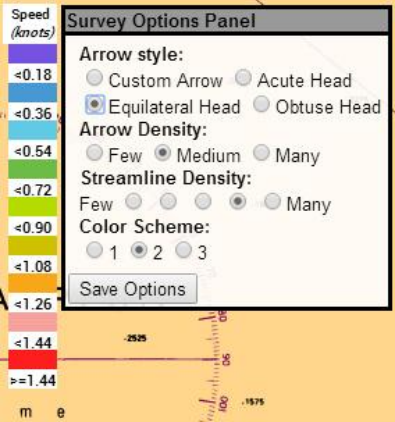 Speed
(knots)
<0.18
<0.36
<0.54
<0.72
<0.90
<1.08
<1.26
<1.44
>=1.44
m e
Survey Options Panel
Arrow style:
Custom Arrow Acute Head
Equilateral Head Obtuse Head
Arrow Density:
Few Medium Many
Streamline Density:
Few Many
Color Scheme:
1 2 3
Save Options
A
.2525
90
100
.1575